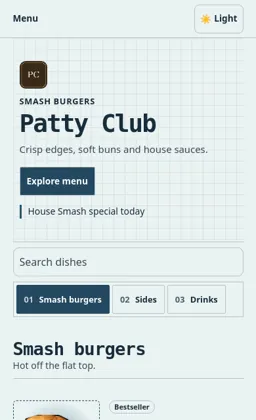 Menu
☀️ Light
PC
SMASH BURGERS
Patty Club
Crisp edges, soft buns and house sauces.
Explore menu
House Smash special today
Search dishes
01 Smash burgers
02 Sides
03 Drinks
Smash burgers
Hot off the flat top.
Bestseller